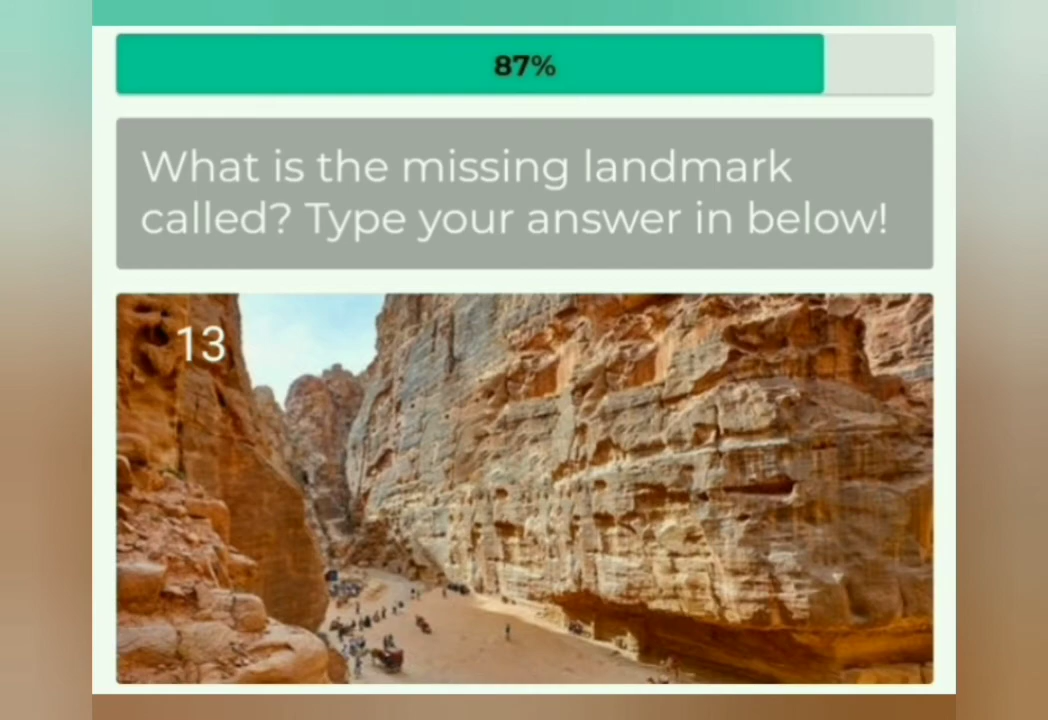 87%
What is the missing landmark
called? Type your answer in below!
13